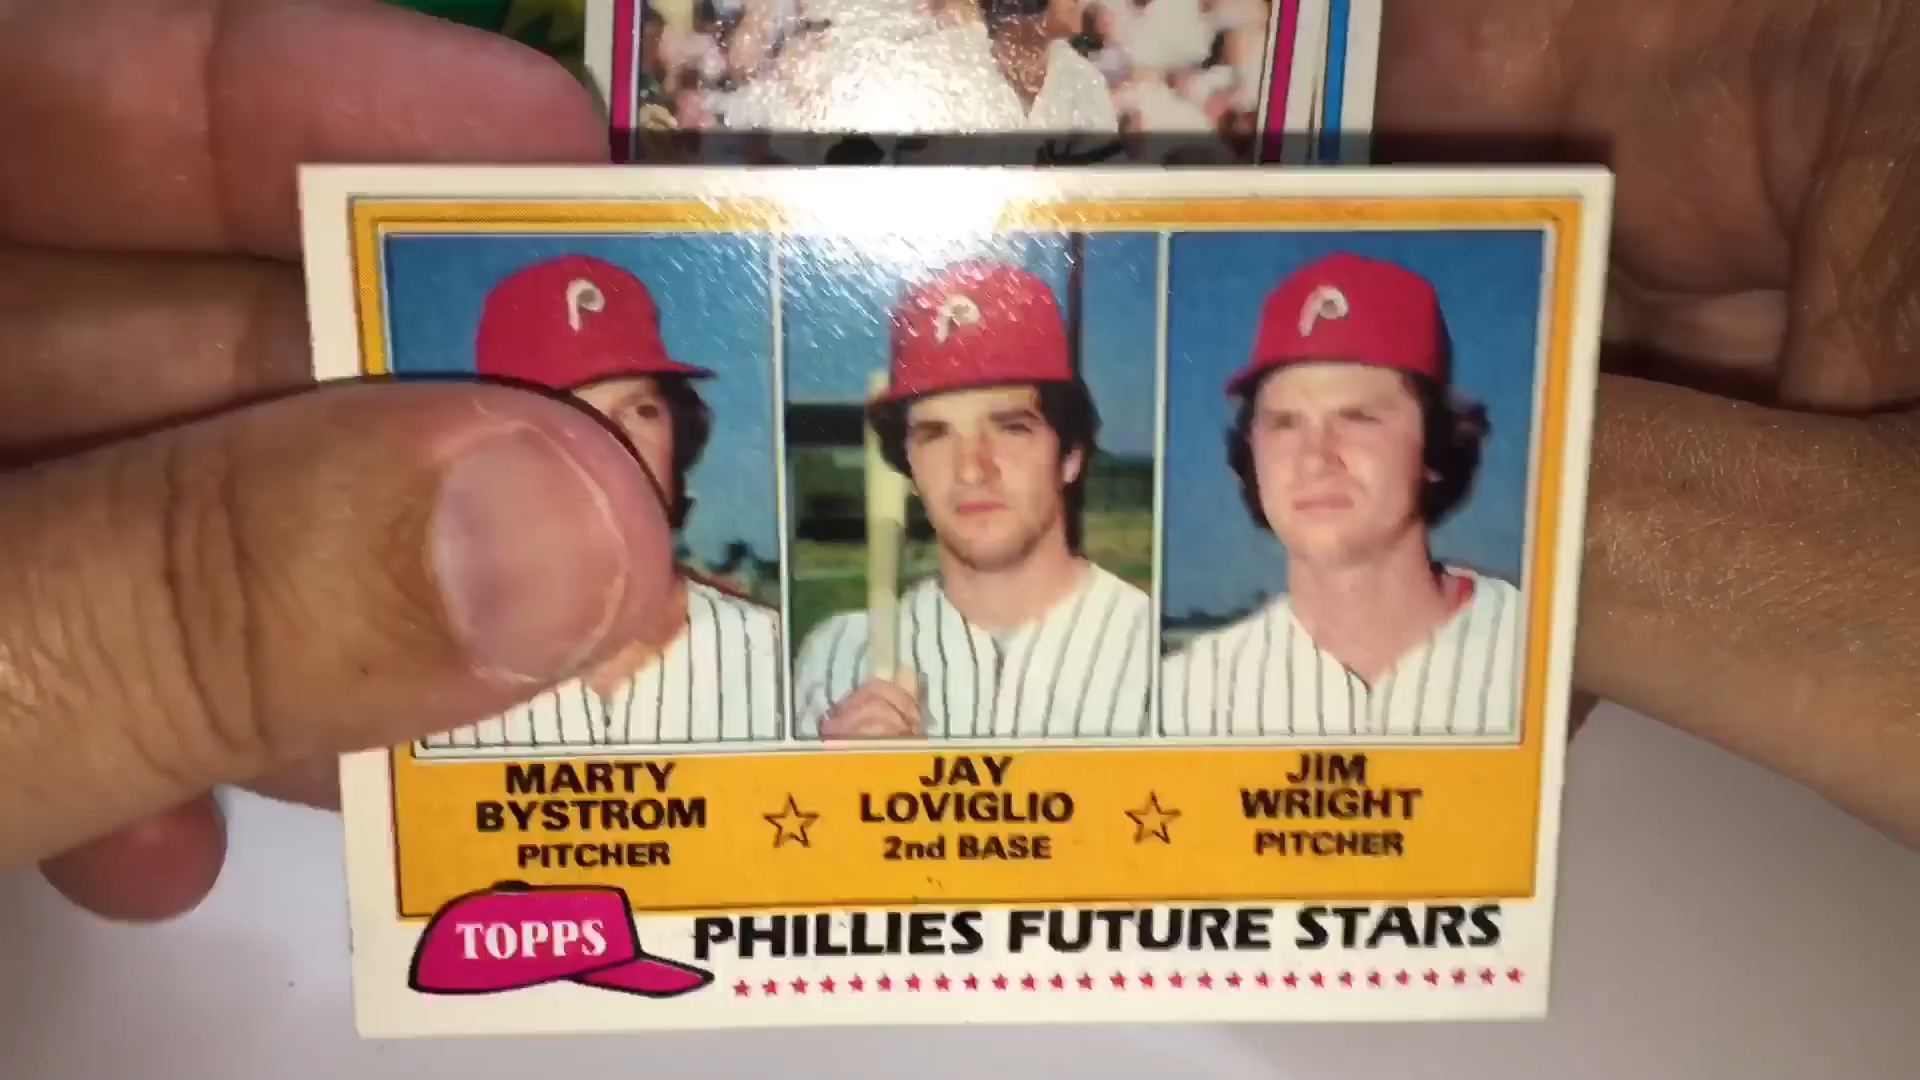 P
P
P
MARTY
BYSTROM
PITCHER
JAY
LOVIGLIO
2nd BASE
JIM
WRIGHT
PITCHER
TOPPS
PHILLIES FUTURE STARS